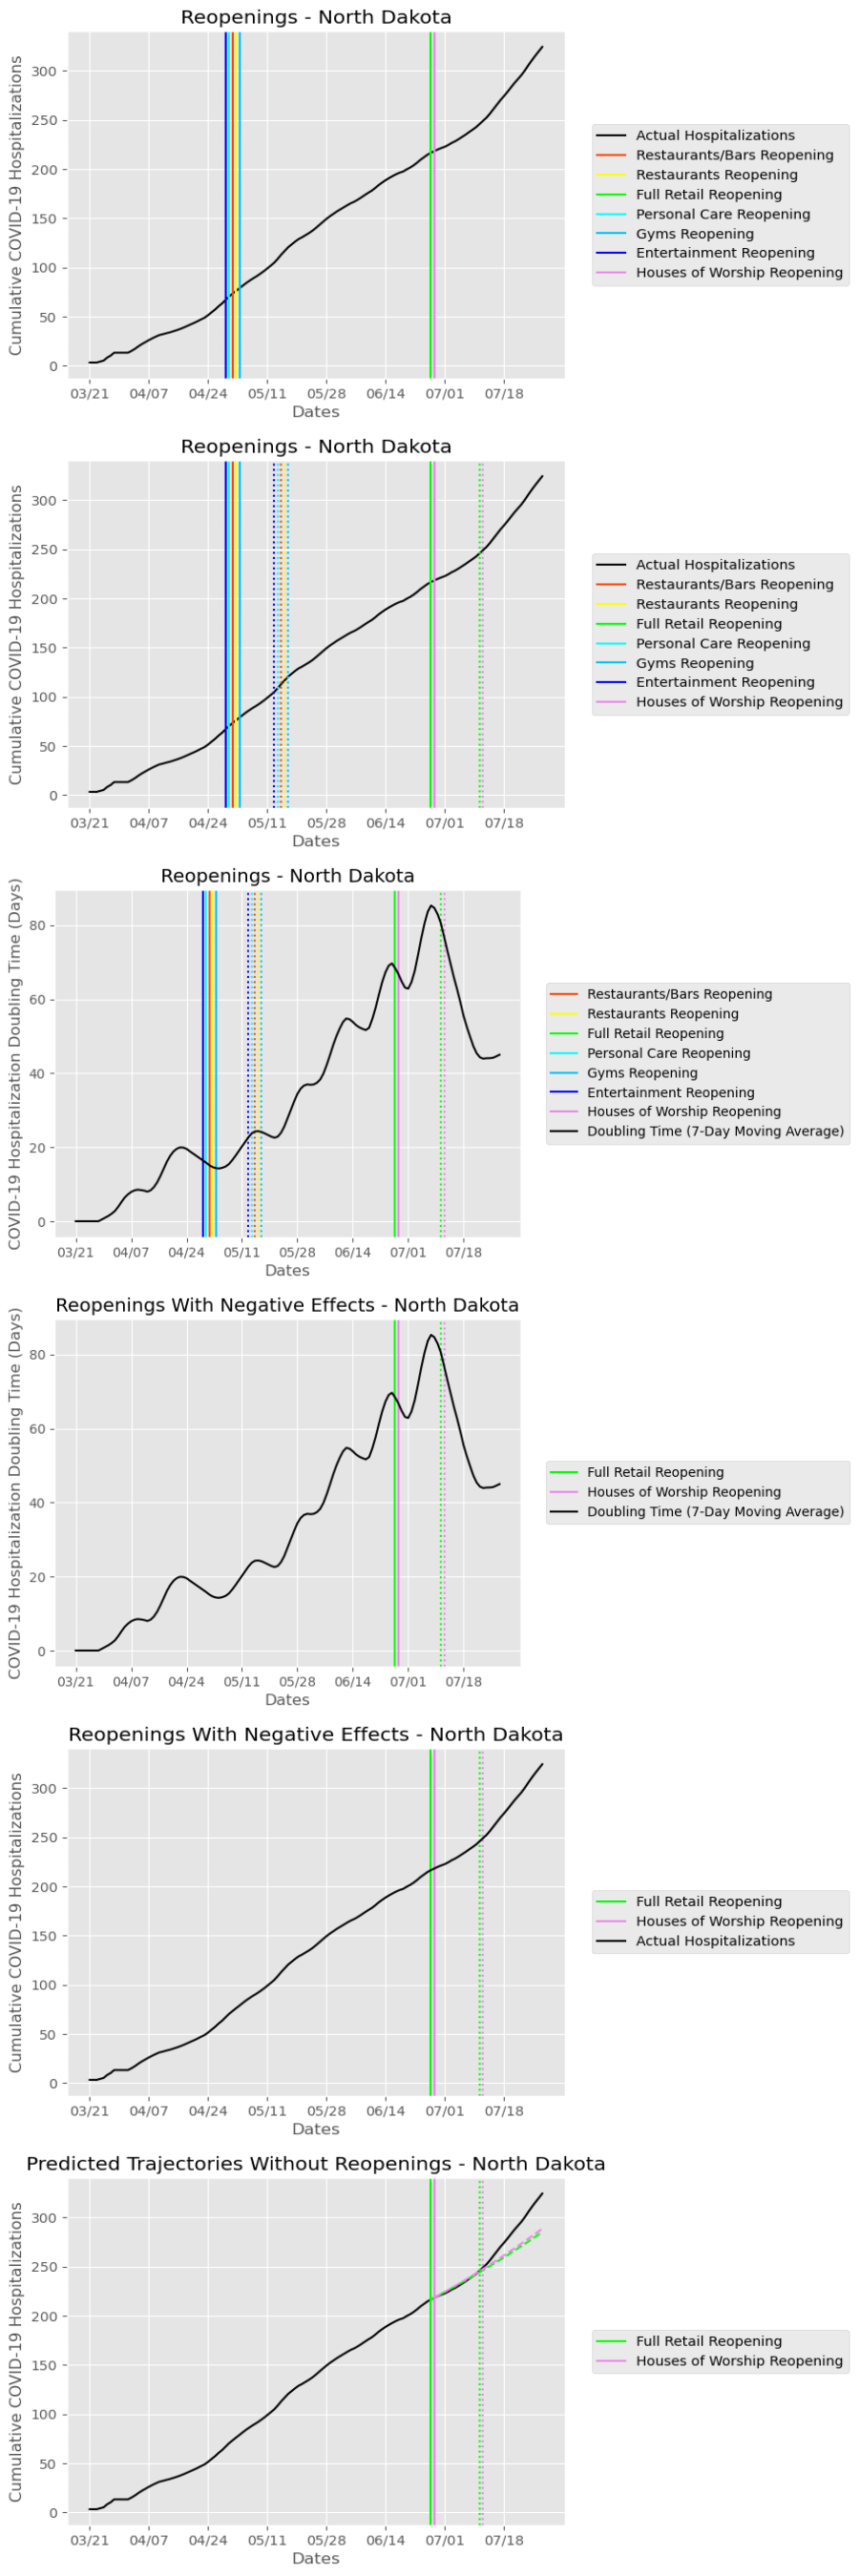 Reopenings - North Dakota
Cumulative COVID-19 Hospitalizations
300
250
200
150
100
50
0
03/21 04/07 04/24 05/11 05/28 06/14 07/01 07/18
Dates
Actual Hospitalizations
Restaurants/Bars Reopening
Restaurants Reopening
Full Retail Reopening
Personal Care Reopening
Gyms Reopening
Entertainment Reopening
Houses of Worship Reopening
Reopenings - North Dakota
Cumulative COVID-19 Hospitalizations
300
250
200
150
100
50
0
03/21 04/07 04/24 05/11 05/28 06/14 07/01 07/18
Dates
Actual Hospitalizations
Restaurants/Bars Reopening
Restaurants Reopening
Full Retail Reopening
Personal Care Reopening
Gyms Reopening
Entertainment Reopening
Houses of Worship Reopening
Reopenings - North Dakota
COVID-19 Hospitalization Doubling Time (Days)
80
60
40
20
0
03/21 04/07 04/24 05/11 05/28 06/14 07/01 07/18
Dates
Restaurants/Bars Reopening
Restaurants Reopening
Full Retail Reopening
Personal Care Reopening
Gyms Reopening
Entertainment Reopening
Houses of Worship Reopening
Doubling Time (7-Day Moving Average)
Reopenings With Negative Effects - North Dakota
COVID-19 Hospitalization Doubling Time (Days)
80
60
40
20
0
03/21 04/07 04/24 05/11 05/28 06/14 07/01 07/18
Dates
Full Retail Reopening
Houses of Worship Reopening
Doubling Time (7-Day Moving Average)
Reopenings With Negative Effects - North Dakota
Cumulative COVID-19 Hospitalizations
300
250
200
150
100
50
0
03/21 04/07 04/24 05/11 05/28 06/14 07/01 07/18
Dates
Full Retail Reopening
Houses of Worship Reopening
Actual Hospitalizations
Predicted Trajectories Without Reopenings - North Dakota
Cumulative COVID-19 Hospitalizations
300
250
200
150
100
50
0
03/21 04/07 04/24 05/11 05/28 06/14 07/01 07/18
Dates
Full Retail Reopening
Houses of Worship Reopening